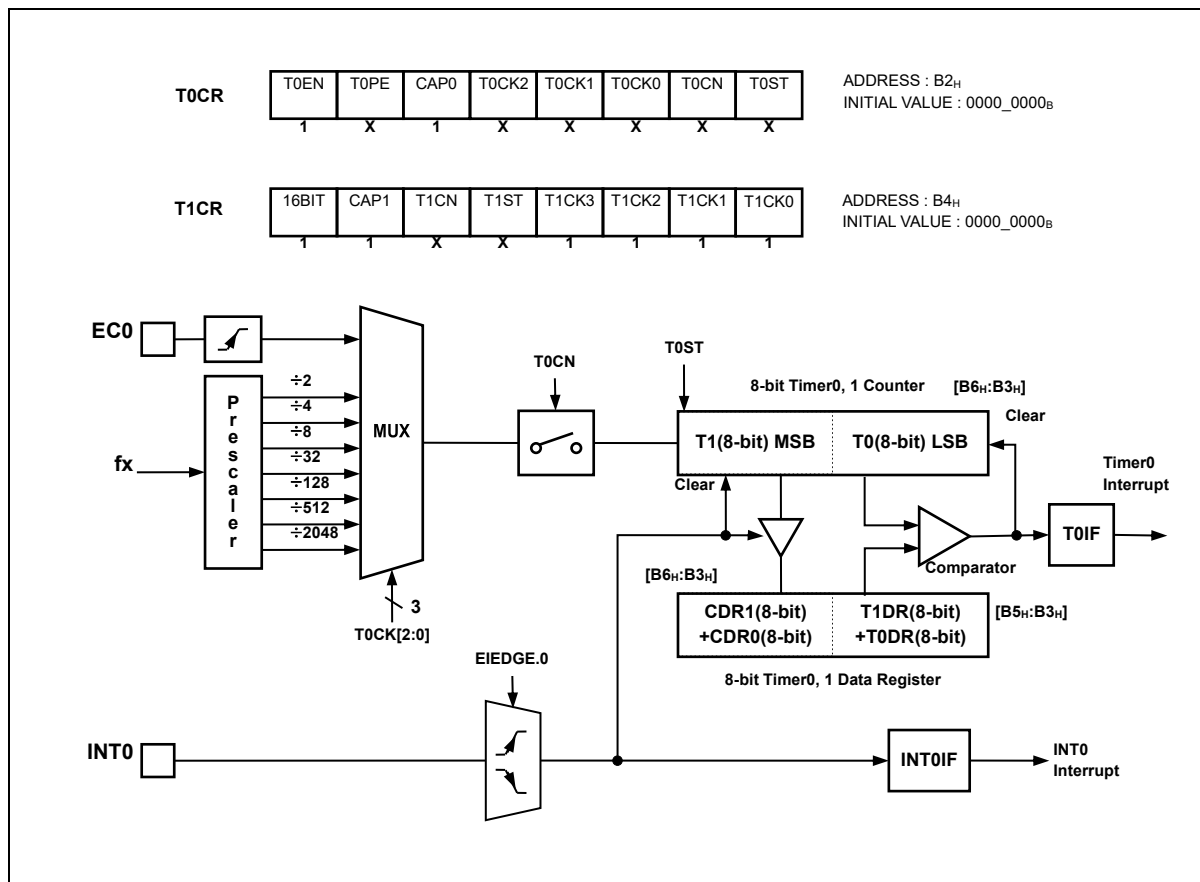 T0CR
T0EN T0PE CAP0 T0CK2 T0CK1 T0CK0 T0CN T0ST
1 X 1 X X X X X
ADDRESS : B2H
INITIAL VALUE : 0000_0000B
T1CR
16BIT CAP1 T1CN T1ST T1CK3 T1CK2 T1CK1 T1CK0
1 1 X X 1 1 1 1
ADDRESS : B4H
INITIAL VALUE : 0000_0000B
EC0
fx
Prescaler
÷2
÷4
÷8
÷32
÷128
÷512
÷2048
MUX
3
T0CK[2:0]
T0CN
T0ST
8-bit Timer0, 1 Counter
[B6H:B3H]
Clear
T1(8-bit) MSB
T0(8-bit) LSB
Clear
Comparator
T0IF
Timer0
Interrupt
[B6H:B3H]
CDR1(8-bit)
+CDR0(8-bit)
T1DR(8-bit)
+T0DR(8-bit)
[B5H:B3H]
8-bit Timer0, 1 Data Register
EIEDGE.0
INT0
INT0IF
INT0
Interrupt